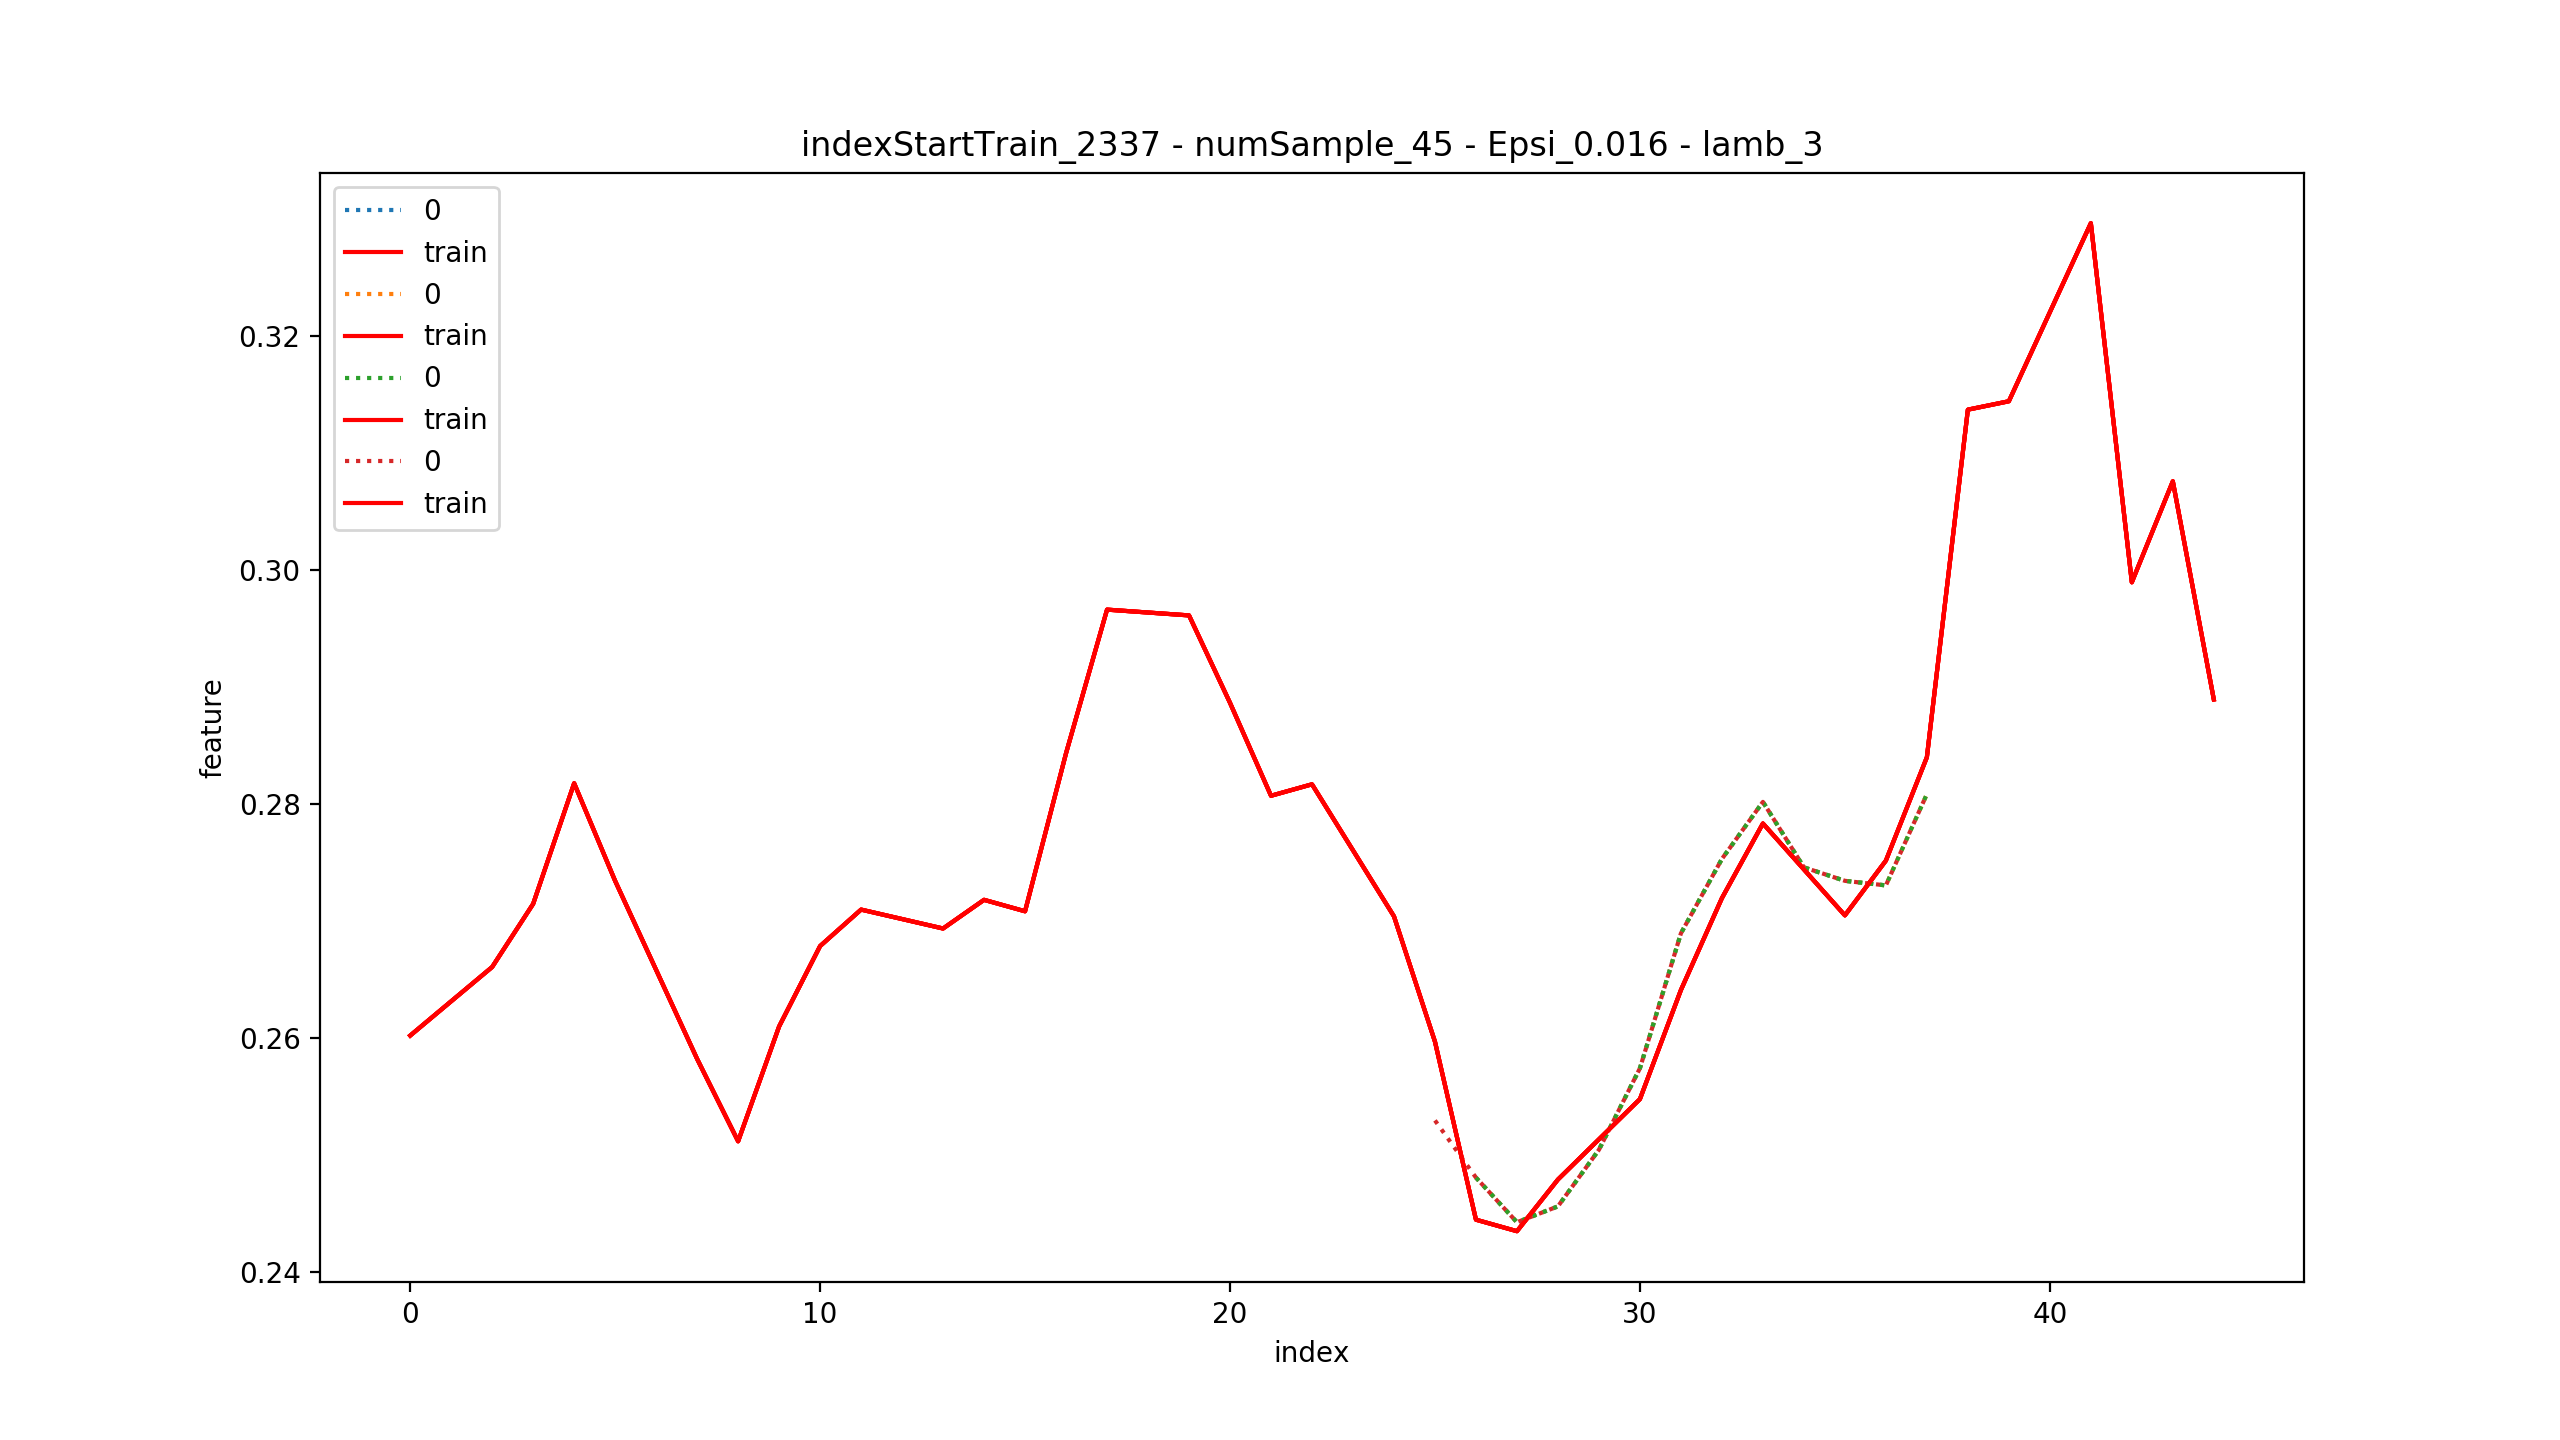 indexStartTrain_2337 - numSample_45 - Epsi_0.016 - lamb_3
0
train
0
train
0
train
0
train
0.32
0.30
0.28
0.26
0.24
feature
0 10 20 30 40
index